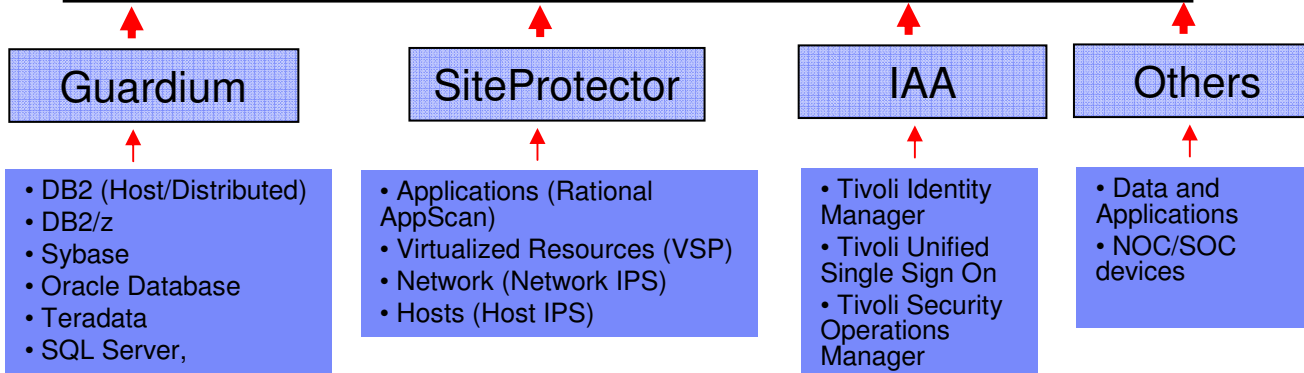 Guardium
SiteProtector
IAA
Others
• DB2 (Host/Distributed)
• DB2/z
• Sybase
• Oracle Database
• Teradata
• SQL Server,
• Applications (Rational
AppScan)
• Virtualized Resources (VSP)
• Network (Network IPS)
• Hosts (Host IPS)
• Tivoli Identity
Manager
• Tivoli Unified
Single Sign On
• Tivoli Security
Operations
Manager
• Data and
Applications
• NOC/SOC
devices